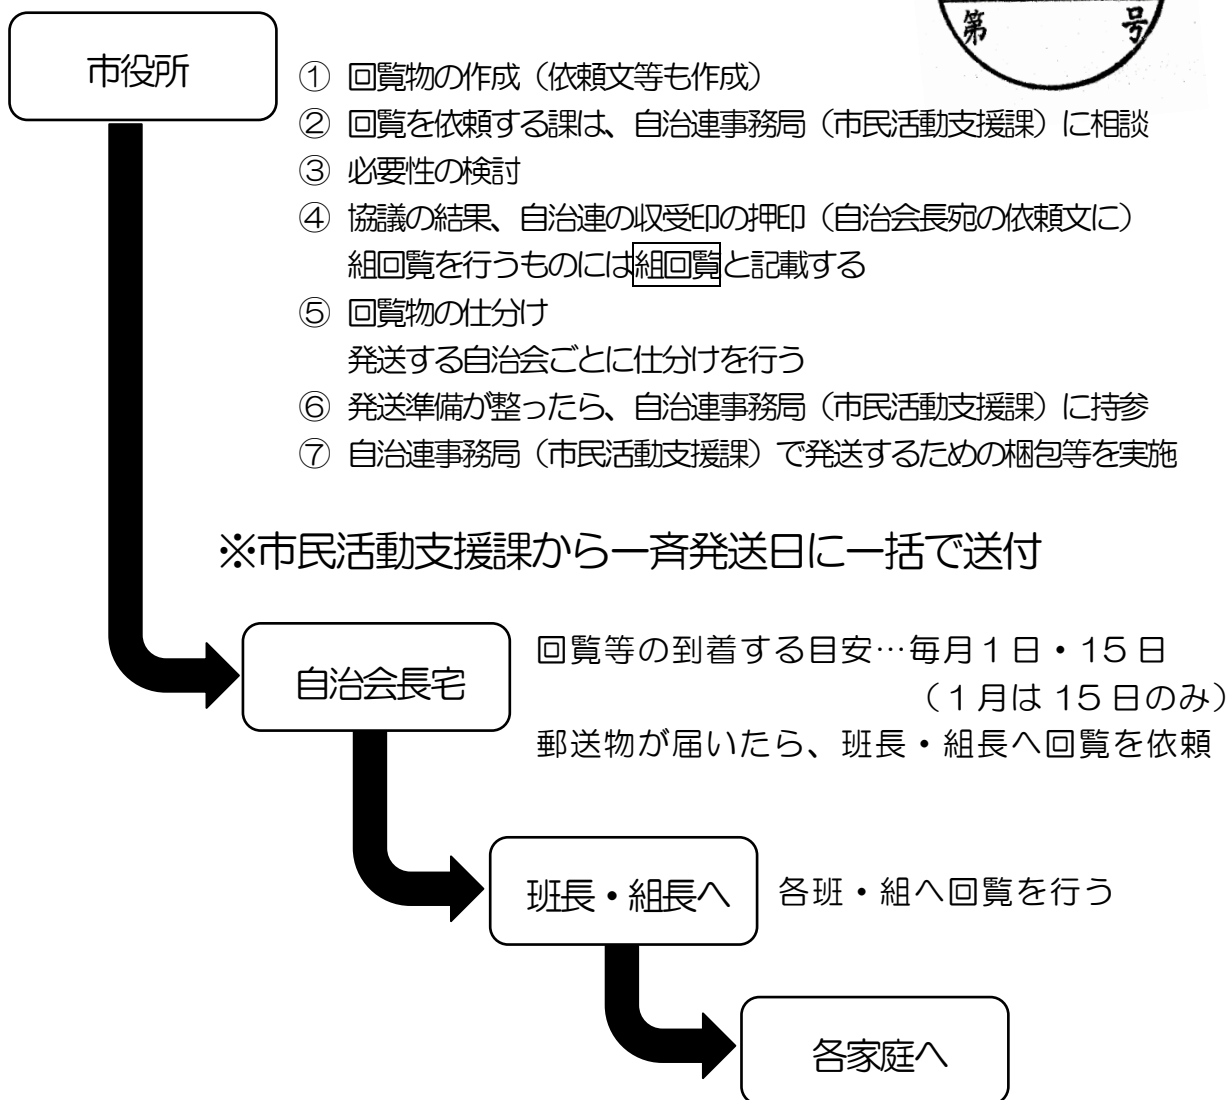 第 号
市役所
① 回覧物の作成（依頼文等も作成）
② 回覧を依頼する課は、自治連事務局（市民活動支援課）に相談
③ 必要性の検討
④ 協議の結果、自治連の収受印の押印（自治会長宛の依頼文に）
組回覧を行うものには組回覧と記載する
⑤ 回覧物の仕分け
発送する自治会ごとに仕分けを行う
⑥ 発送準備が整ったら、自治連事務局（市民活動支援課）に持参
⑦ 自治連事務局（市民活動支援課）で発送するための梱包等を実施
※市民活動支援課から一斉発送日に一括で送付
自治会長宅
回覧等の到着する目安…毎月１日・15日
（１月は15日のみ）
郵送物が届いたら、班長・組長へ回覧を依頼
班長・組長へ
各班・組へ回覧を行う
各家庭へ